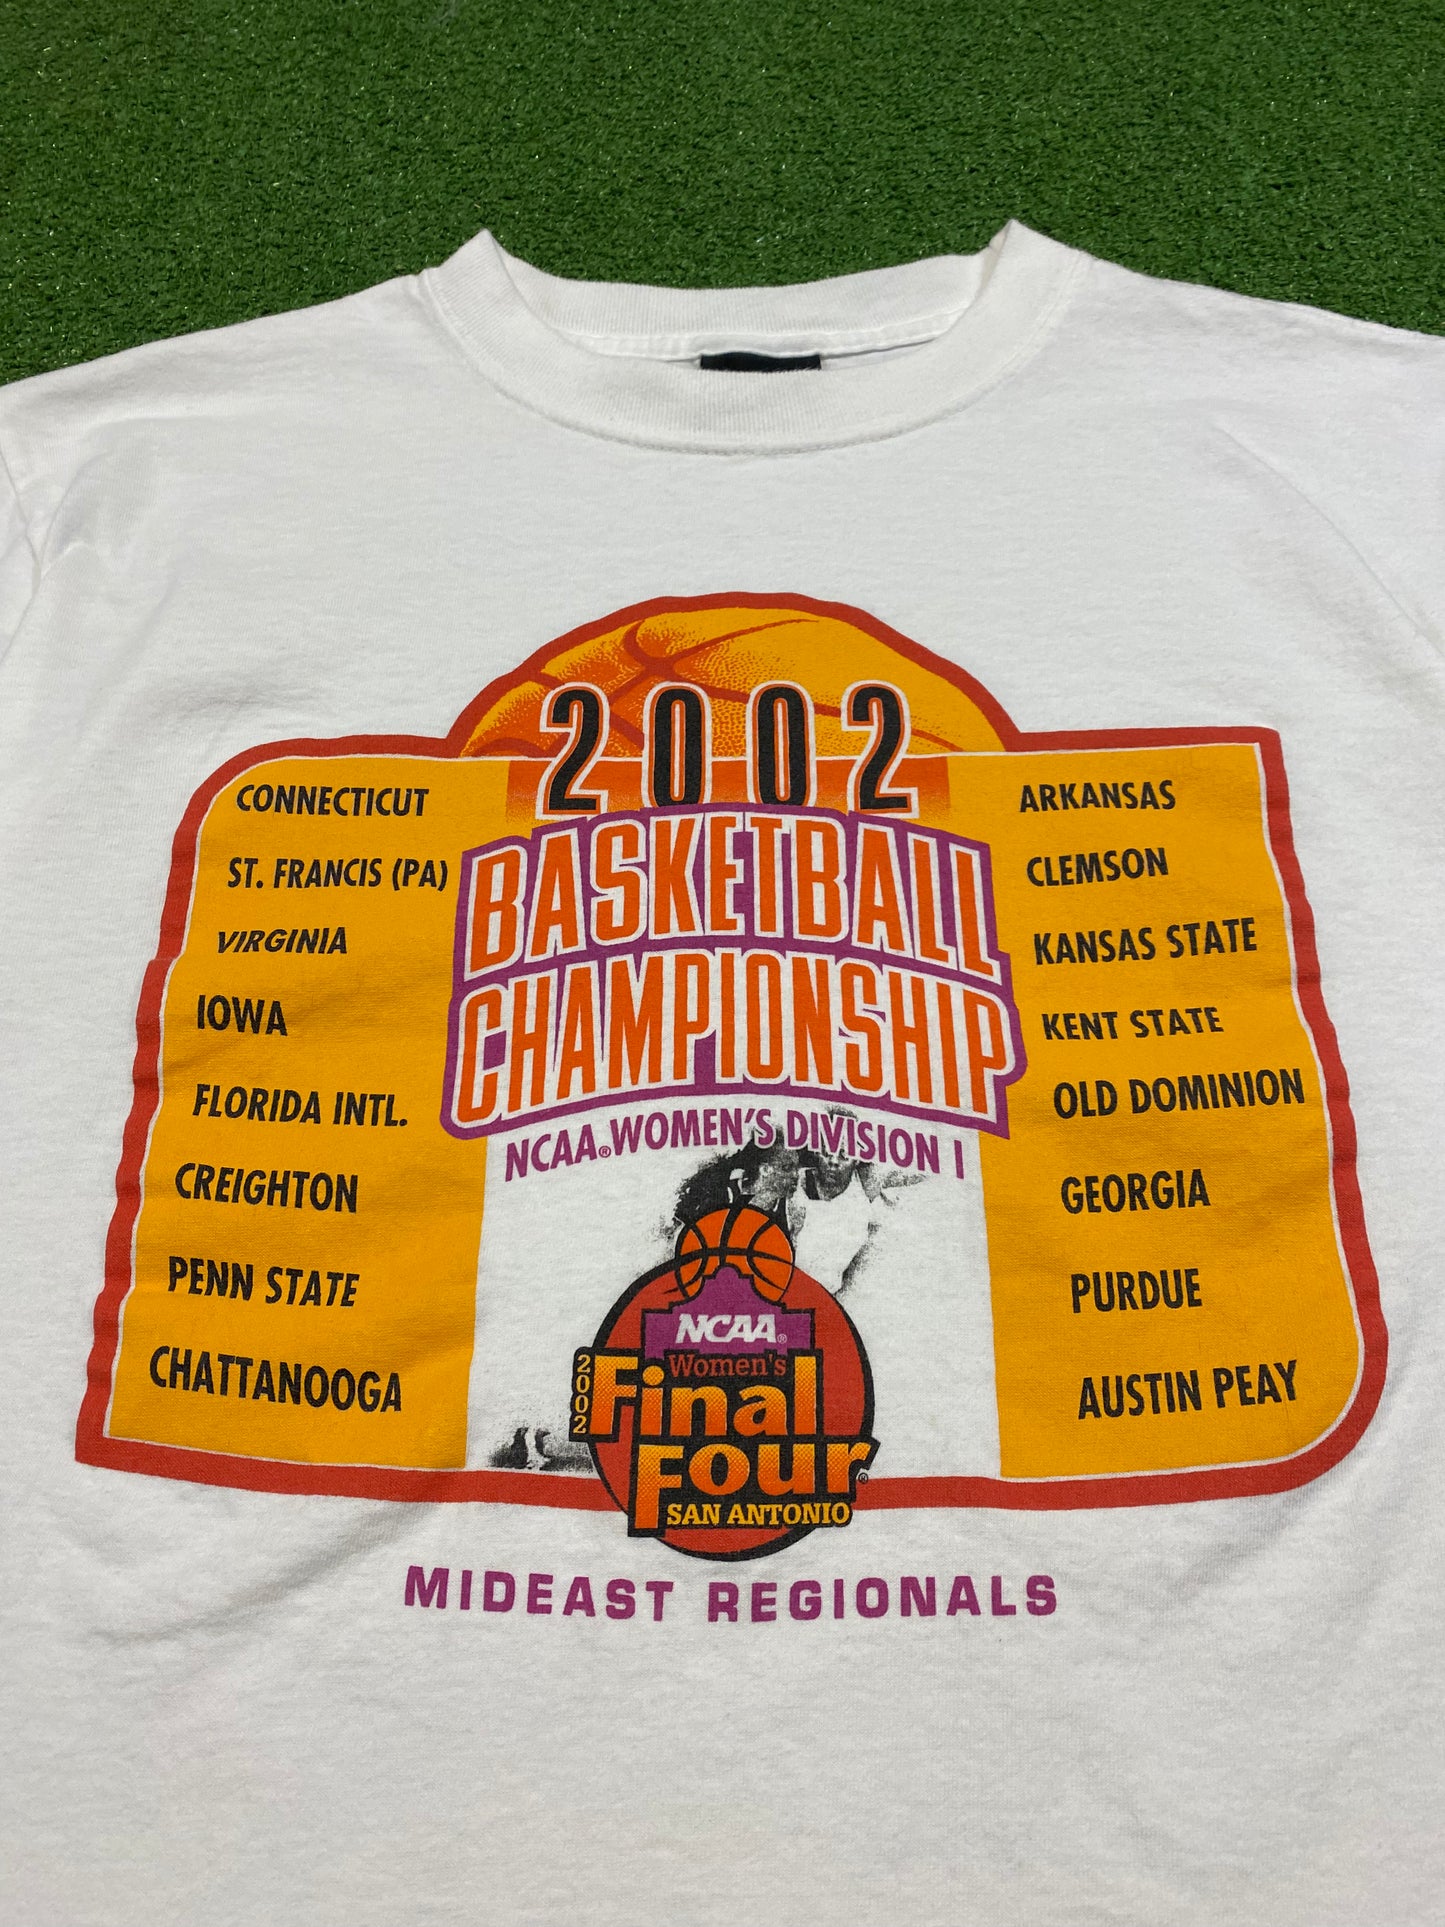 2002
BASKETBALL
CHAMPIONSHIP
NCAA® WOMEN'S DIVISION I
CONNECTICUT
ST. FRANCIS (PA)
VIRGINIA
IOWA
FLORIDA INTL.
CREIGHTON
PENN STATE
CHATTANOOGA
ARKANSAS
CLEMSON
KANSAS STATE
KENT STATE
OLD DOMINION
GEORGIA
PURDUE
AUSTIN PEAY
NCAA®
Women's
2002
Final
Four®
SAN ANTONIO
MIDEAST REGIONALS